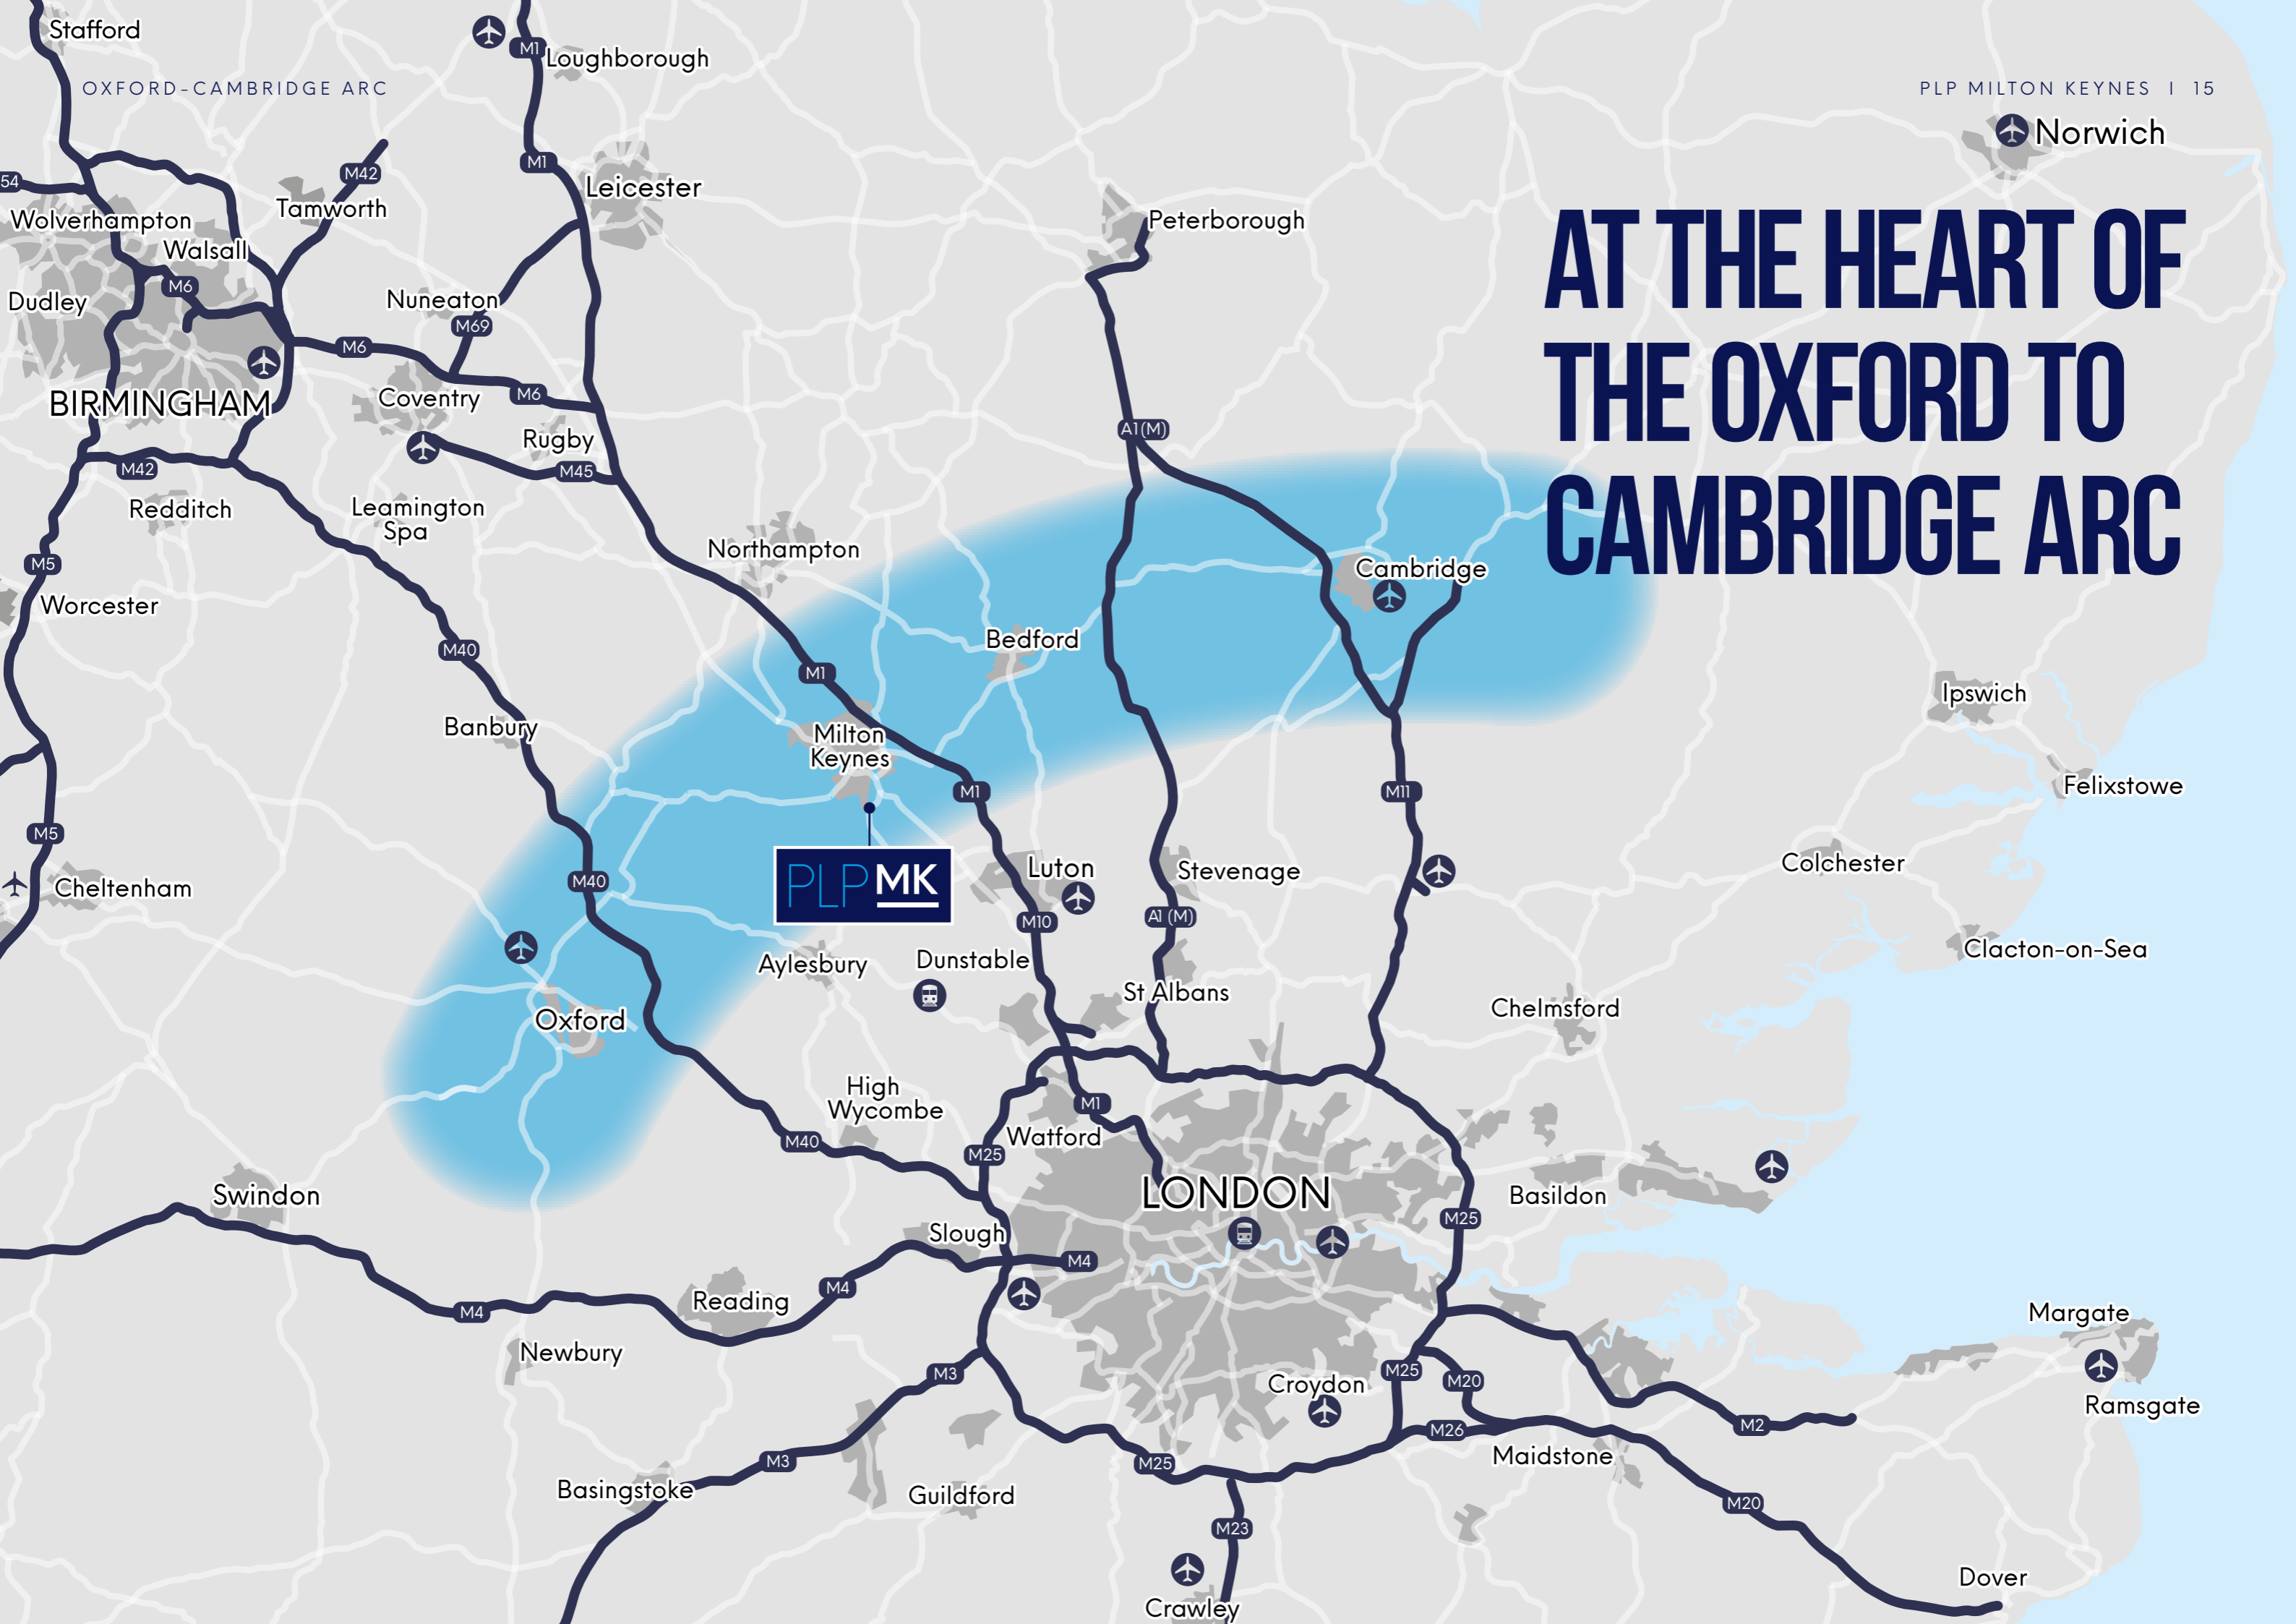 Stafford
M1
Loughborough
OXFORD-CAMBRIDGE ARC
PLP MILTON KEYNES I 15
Norwich
M1
M42
54
Leicester
Tamworth
Wolverhampton
Walsall
Peterborough
AT THE HEART OF
THE OXFORD TO
CAMBRIDGE ARC
M6
Dudley
Nuneaton
M69
M6
BIRMINGHAM
Coventry
M6
A1(M)
Rugby
M42
M45
Redditch
Leamington
Spa
Northampton
M5
Cambridge
Worcester
Bedford
M40
M1
Ipswich
Banbury
Milton
Keynes
M1
M11
Felixstowe
M5
PLP MK
Luton
Stevenage
Colchester
M40
Cheltenham
M10
A1 (M)
Aylesbury
Dunstable
Clacton-on-Sea
St Albans
Oxford
Chelmsford
High
Wycombe
M1
M40
Watford
M25
Swindon
LONDON
Basildon
M25
Slough
M4
M4
M4
Reading
Margate
Newbury
M3
M25
M20
Croydon
Ramsgate
M2
M26
M3
M25
Maidstone
Basingstoke
Guildford
M20
M23
Dover
Crawley